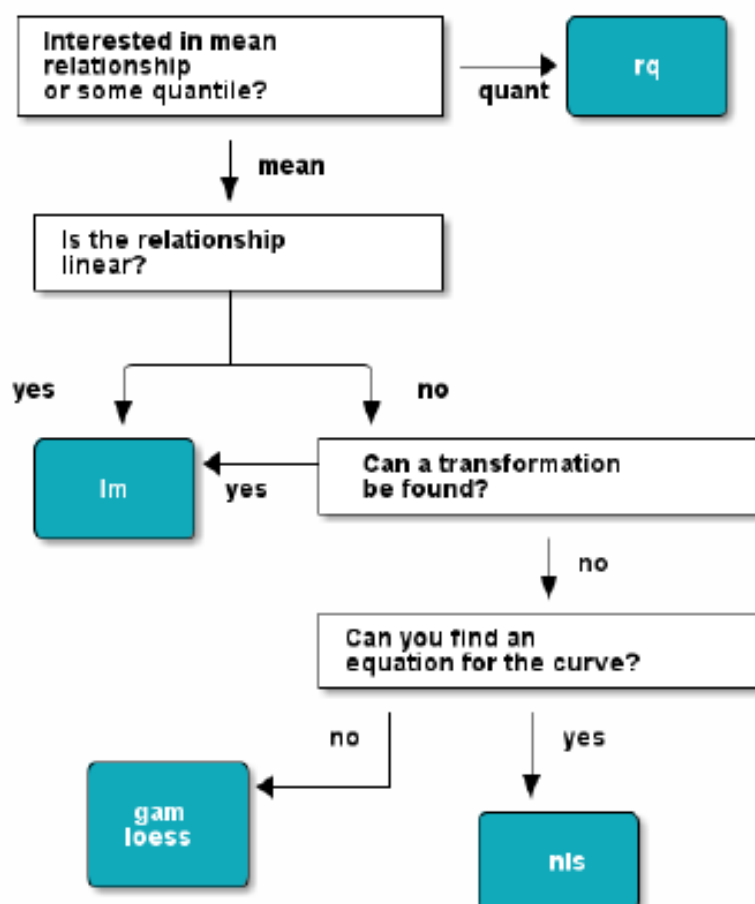 Interested in mean
relationship
or some quantile?
quant
rq
mean
Is the relationship
linear?
yes
no
lm
yes
Can a transformation
be found?
no
Can you find an
equation for the curve?
no
yes
gam
loess
nls